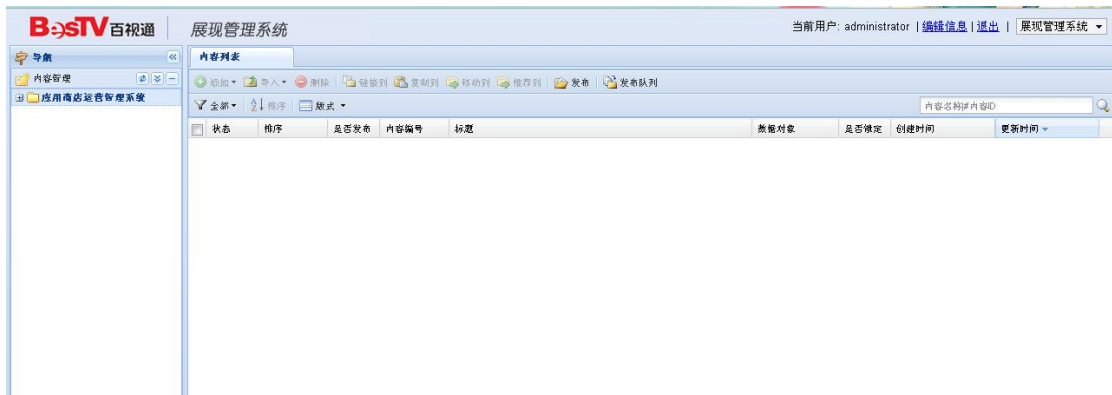 BesTV百视通 展现管理系统 当前用户: administrator | 编辑信息 | 退出 | 展现管理系统
导航 内容列表
内容管理 添加 导入 删除 链接到 复制到 移动到 推荐到 发布 发布队列
应用商店运营管理系统 全部 排序 版式 内容名称|#内容ID
状态 排序 是否发布 内容编号 标题 数据对象 是否锁定 创建时间 更新时间